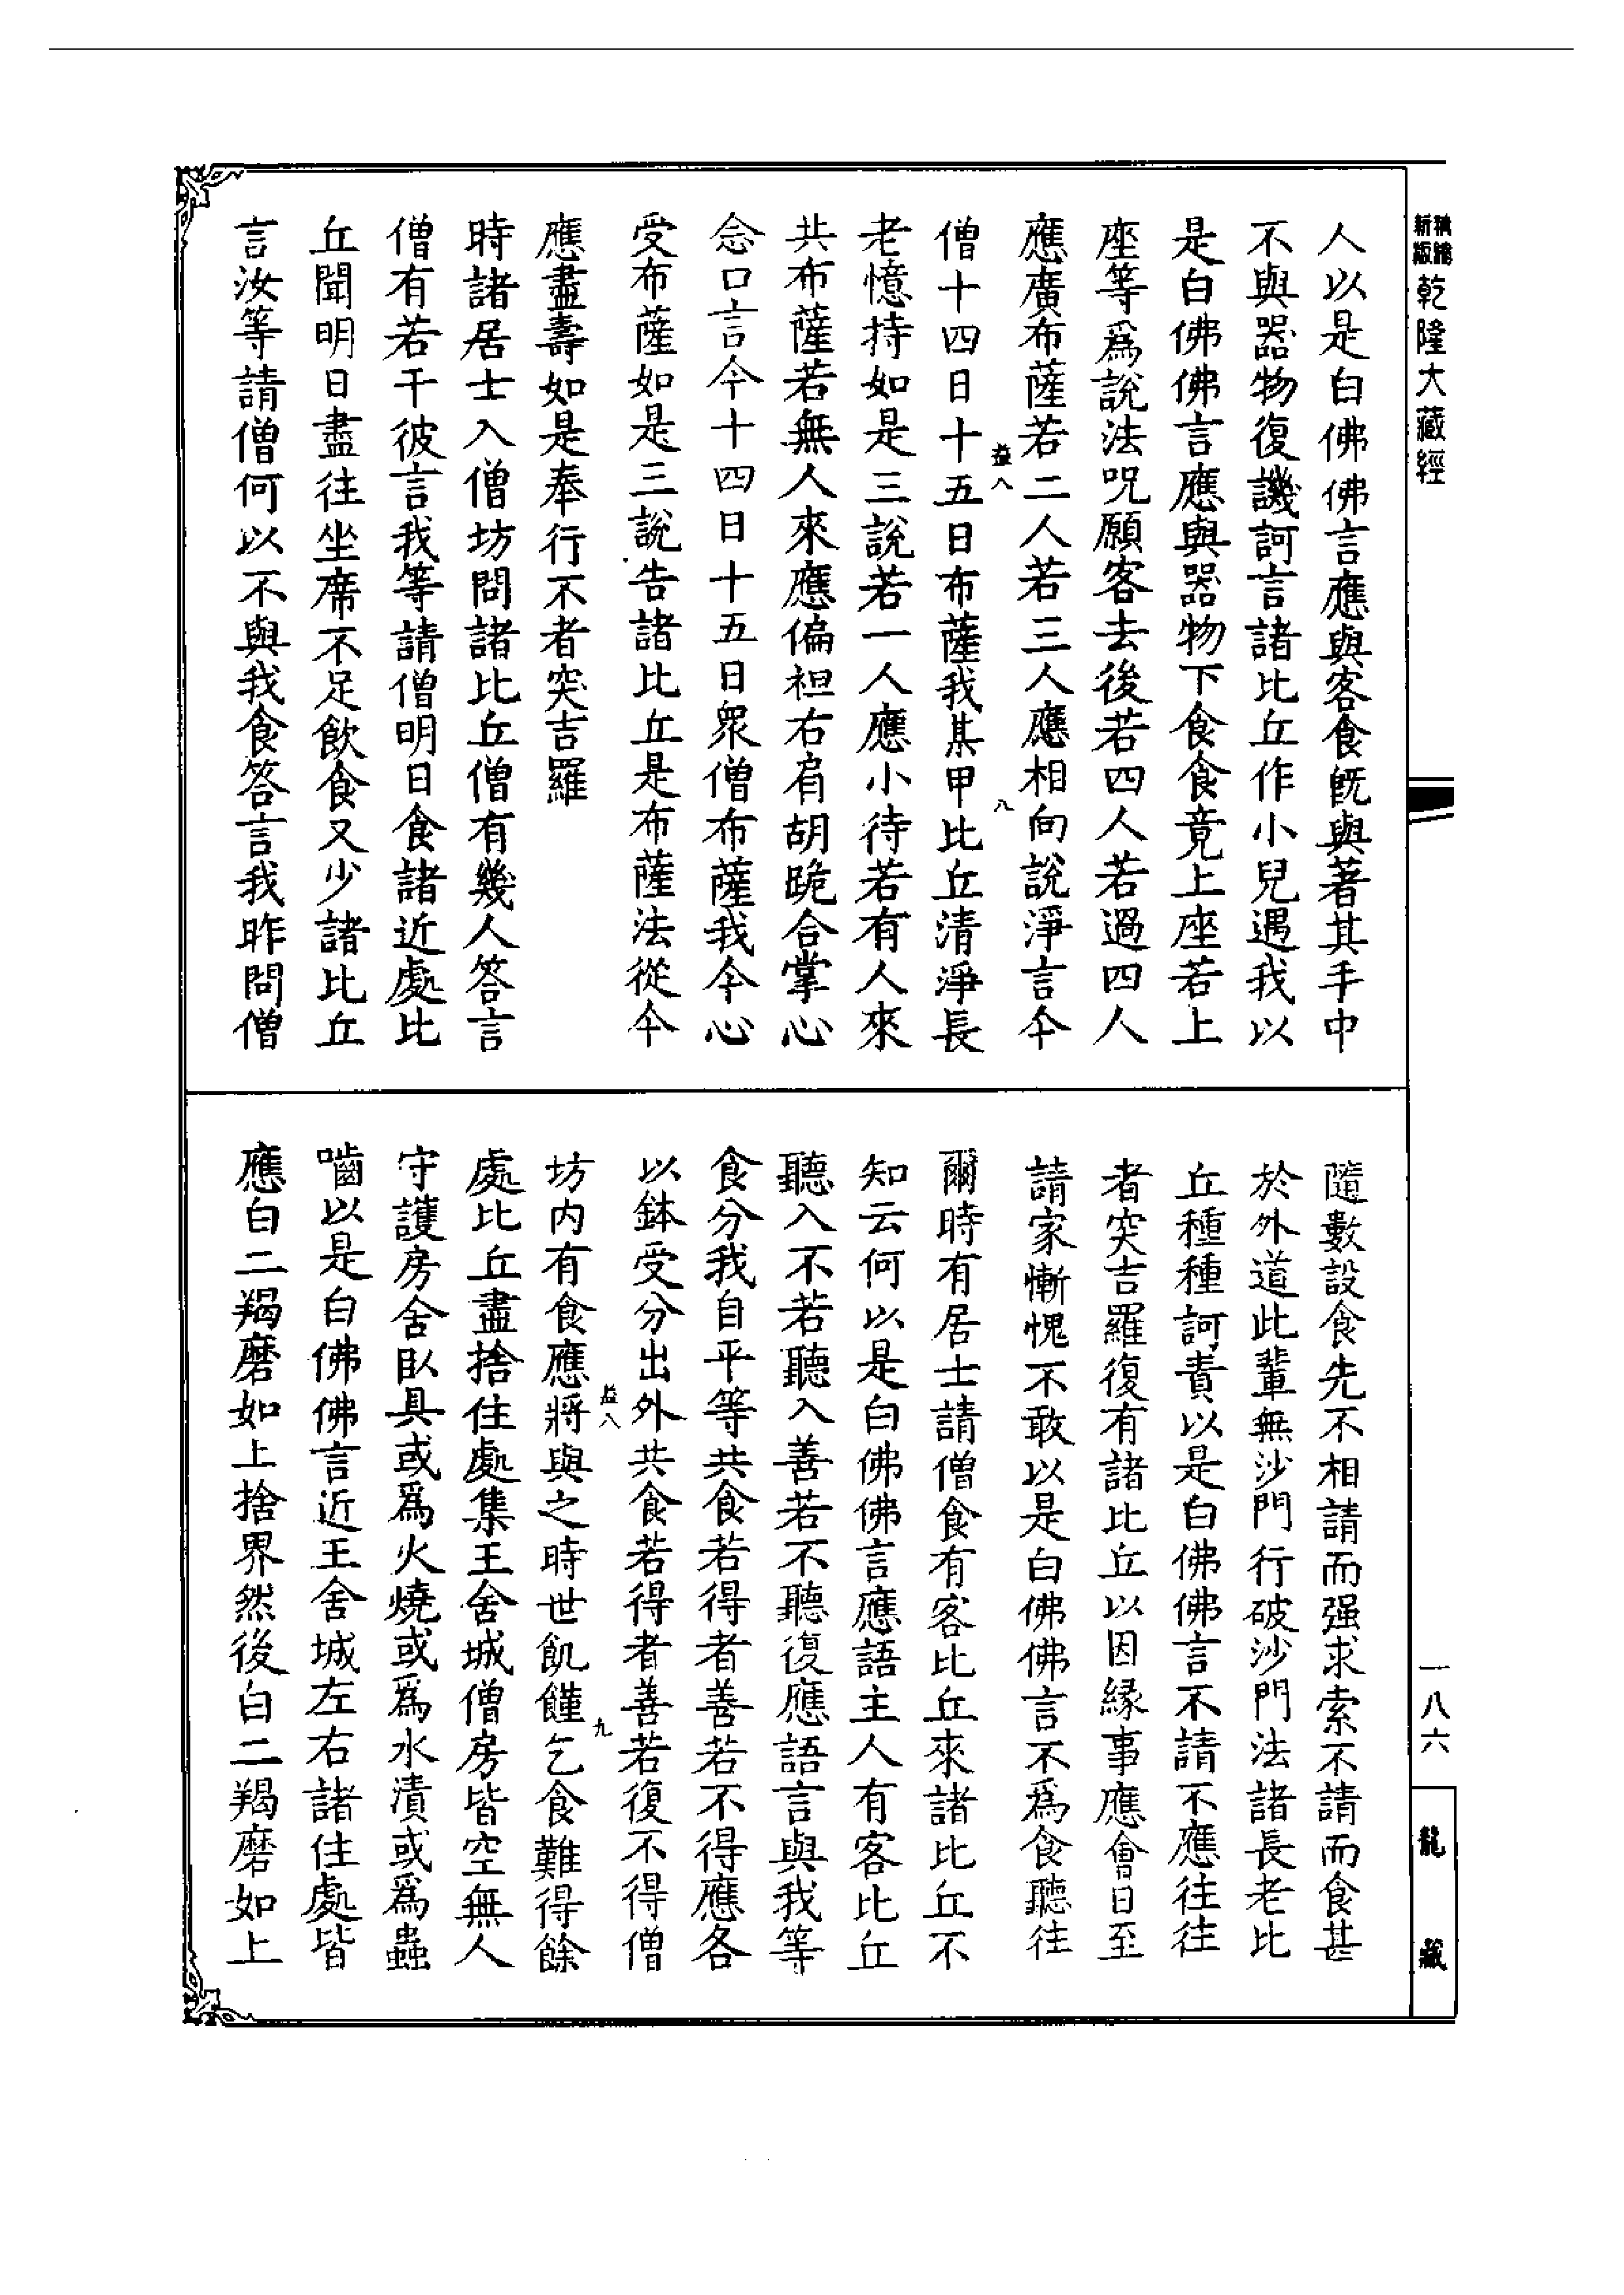 精縮
新版
乾隆大藏經
人以是白佛佛言應與客食既與著其手中
不與器物復譏訶言諸比丘作小兒遇我以
是白佛佛言應與器物下食食竟上座若上
座等爲說法呪願客去後若四人若過四人
應廣布薩若二人若三人應相向說淨言今
益八
八
僧十四日十五日布薩我某甲比丘清淨長
老憶持如是三說若一人應小待若有人來
共布薩若無人來應偏袒右肩胡跪合掌心
念口言今十四日十五日眾僧布薩我今心
受布薩如是三說告諸比丘是布薩法從今
應盡壽如是奉行不者突吉羅
時諸居士入僧坊問諸比丘僧有幾人答言
僧有若干彼言我等請僧明日食諸近處比
丘聞明日盡往坐席不足飲食又少諸比丘
言汝等請僧何以不與我食答言我昨問僧
隨數設食先不相請而强求索不請而食甚
於外道此輩無沙門行破沙門法諸長老比
丘種種訶責以是白佛佛言不請不應往往
者突吉羅復有諸比丘以因緣事應會日至
請家慚愧不敢以是白佛佛言不爲食聽往
爾時有居士請僧食有客比丘來諸比丘不
知云何以是白佛佛言應語主人有客比丘
聽入不若聽入善若不聽復應語言與我等
食分我自平等共食若得者善若不得應各
以鉢受分出外共食若得者善若復不得僧
益八
九
坊內有食應將與之時世飢饉乞食難得餘
處比丘盡捨住處集王舍城僧房皆空無人
守護房舍臥具或爲火燒或爲水漬或爲蟲
嚙以是白佛佛言近王舍城左右諸住處皆
應白二羯磨如上捨界然後白二羯磨如上
一八六
龍藏